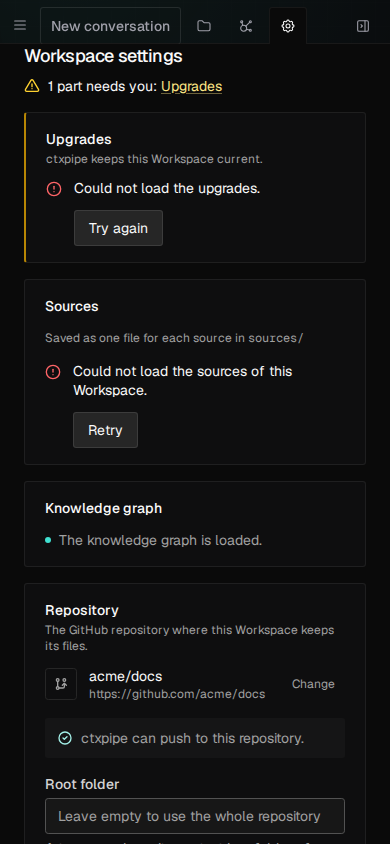 New conversation
Workspace settings
1 part needs you: Upgrades
Upgrades
ctxpipe keeps this Workspace current.
Could not load the upgrades.
Try again
Sources
Saved as one file for each source in sources/
Could not load the sources of this
Workspace.
Retry
Knowledge graph
The knowledge graph is loaded.
Repository
The GitHub repository where this Workspace keeps
its files.
acme/docs
https://github.com/acme/docs
Change
ctxpipe can push to this repository.
Root folder
Leave empty to use the whole repository